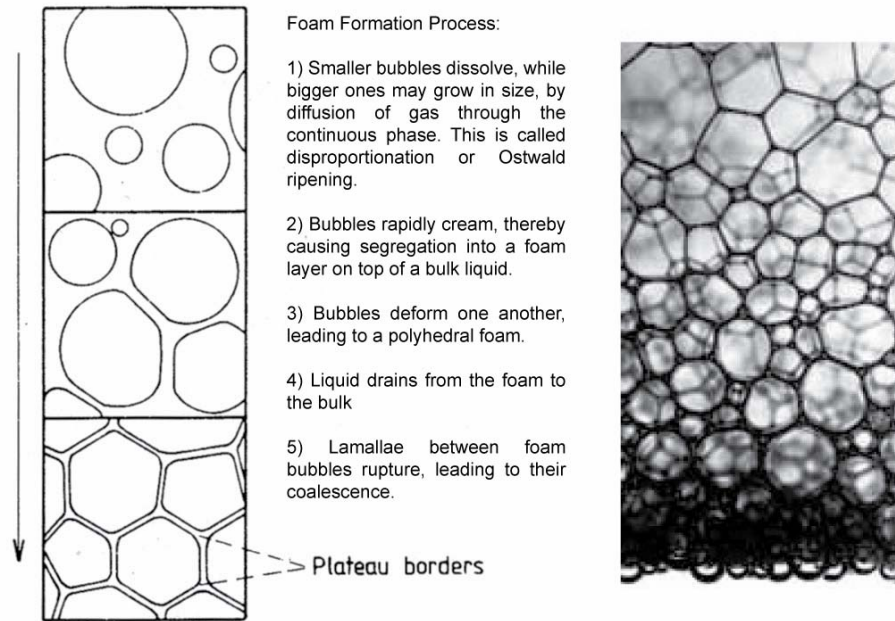 Foam Formation Process:
1) Smaller bubbles dissolve, while
bigger ones may grow in size, by
diffusion of gas through the
continuous phase. This is called
disproportionation or Ostwald
ripening.
2) Bubbles rapidly cream, thereby
causing segregation into a foam
layer on top of a bulk liquid.
3) Bubbles deform one another,
leading to a polyhedral foam.
4) Liquid drains from the foam to
the bulk
5) Lamallae between foam
bubbles rupture, leading to their
coalescence.
Plateau borders